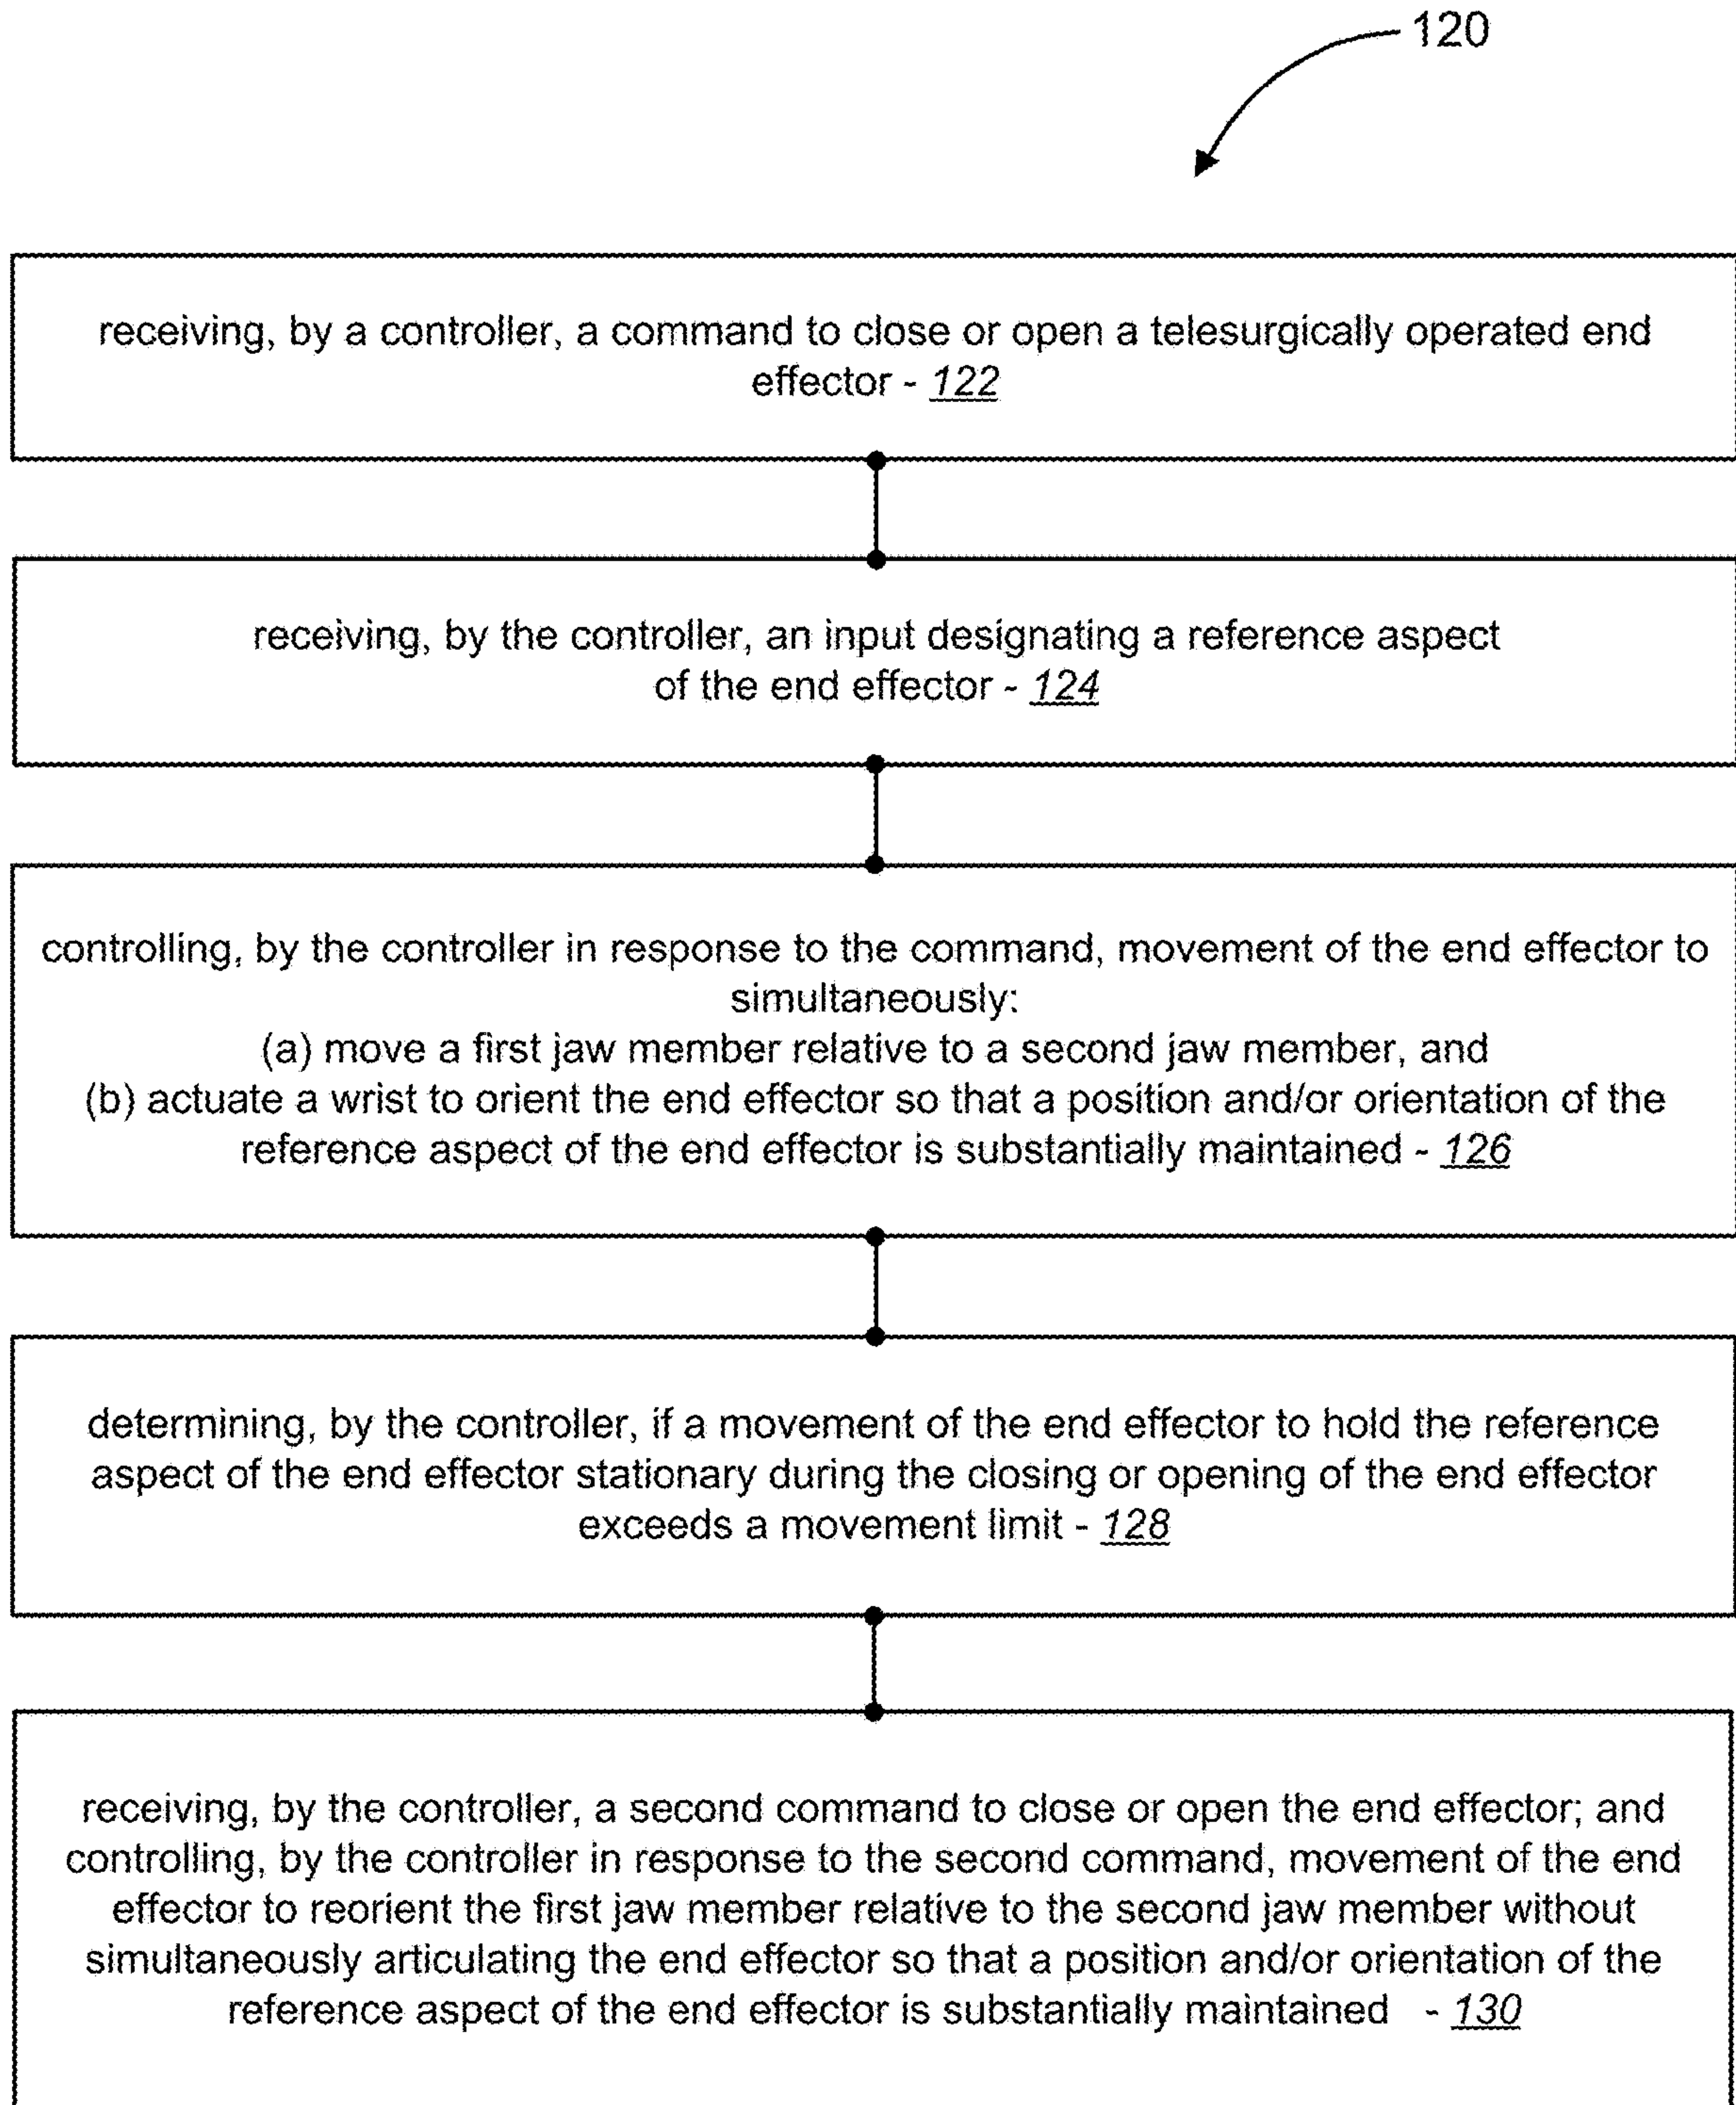 120
receiving, by a controller, a command to close or open a telesurgically operated end
effector - 122
receiving, by the controller, an input designating a reference aspect
of the end effector - 124
controlling, by the controller in response to the command, movement of the end effector to
simultaneously:
(a) move a first jaw member relative to a second jaw member, and
(b) actuate a wrist to orient the end effector so that a position and/or orientation of the
reference aspect of the end effector is substantially maintained - 126
determining, by the controller, if a movement of the end effector to hold the reference
aspect of the end effector stationary during the closing or opening of the end effector
exceeds a movement limit - 128
receiving, by the controller, a second command to close or open the end effector; and
controlling, by the controller in response to the second command, movement of the end
effector to reorient the first jaw member relative to the second jaw member without
simultaneously articulating the end effector so that a position and/or orientation of the
reference aspect of the end effector is substantially maintained - 130